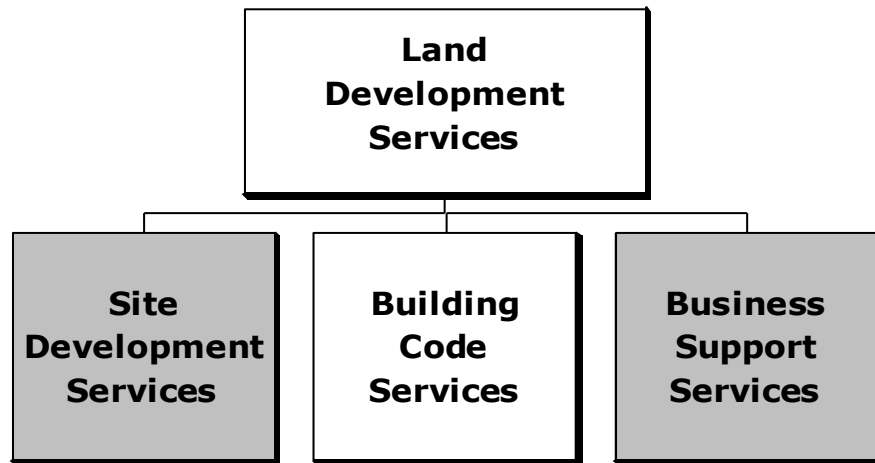 Land
Development
Services
Site
Development
Services
Building
Code
Services
Business
Support
Services